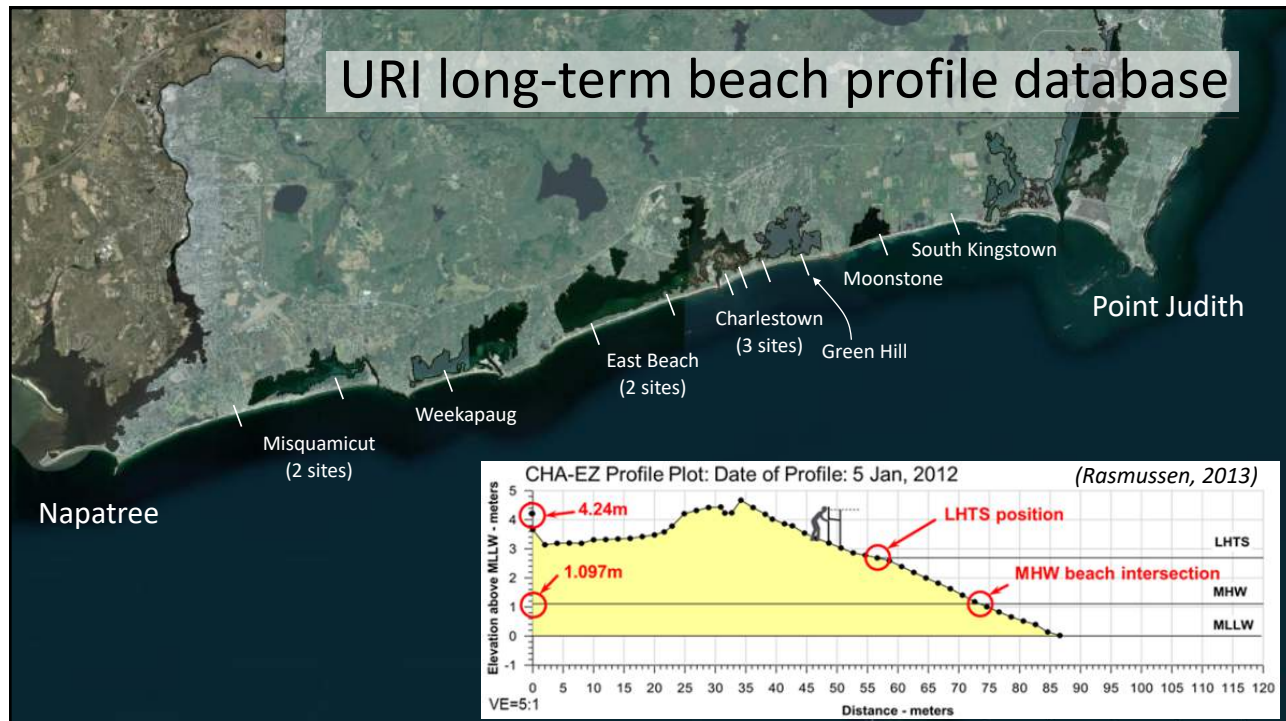 URI long-term beach profile database
South Kingstown
Moonstone
Point Judith
Charlestown
(3 sites)
Green Hill
East Beach
(2 sites)
Weekapaug
Misquamicut
(2 sites)
Napatree
CHA-EZ Profile Plot: Date of Profile: 5 Jan, 2012
(Rasmussen, 2013)
Elevation above MLLW - meters
5
4
3
2
1
0
-1
4.24m
1.097m
LHTS position
MHW beach intersection
LHTS
MHW
MLLW
0 5 10 15 20 25 30 35 40 45 50 55 60 65 70 75 80 85 90 95 100 105 110 115 120
VE=5:1
Distance - meters